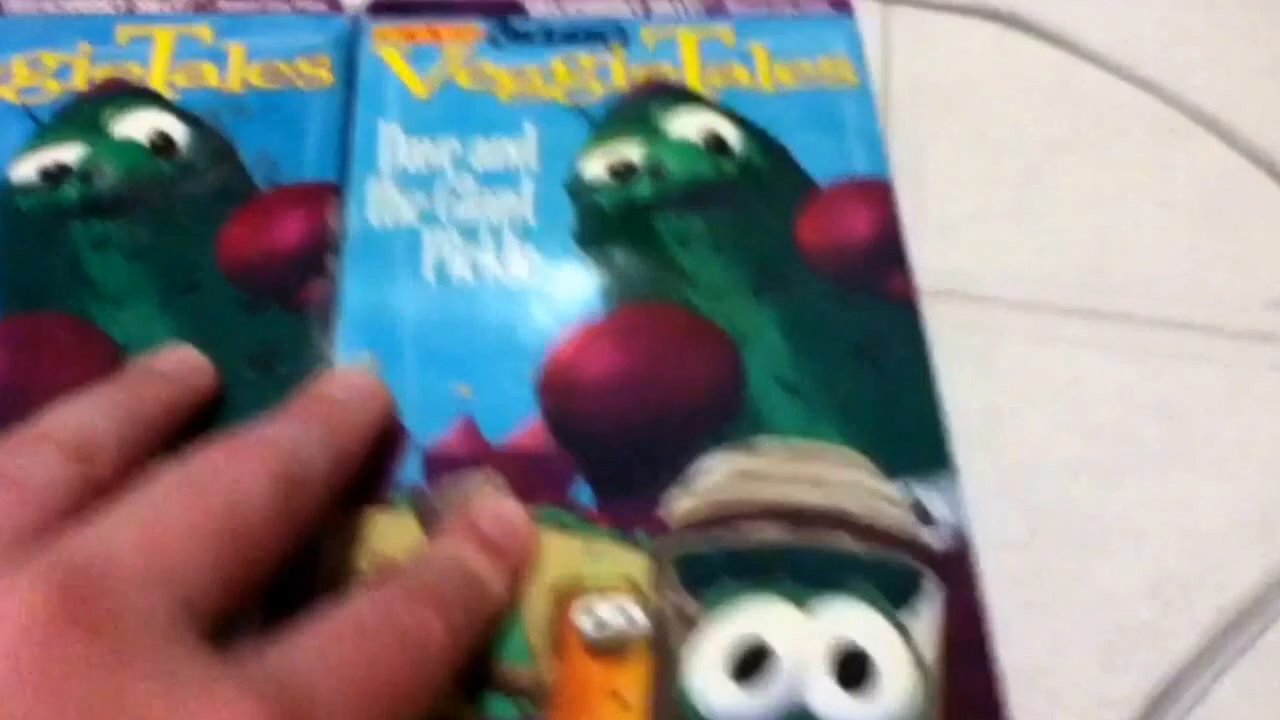 ggieTales
VeggieTales
Dave and
the Giant
Pickle